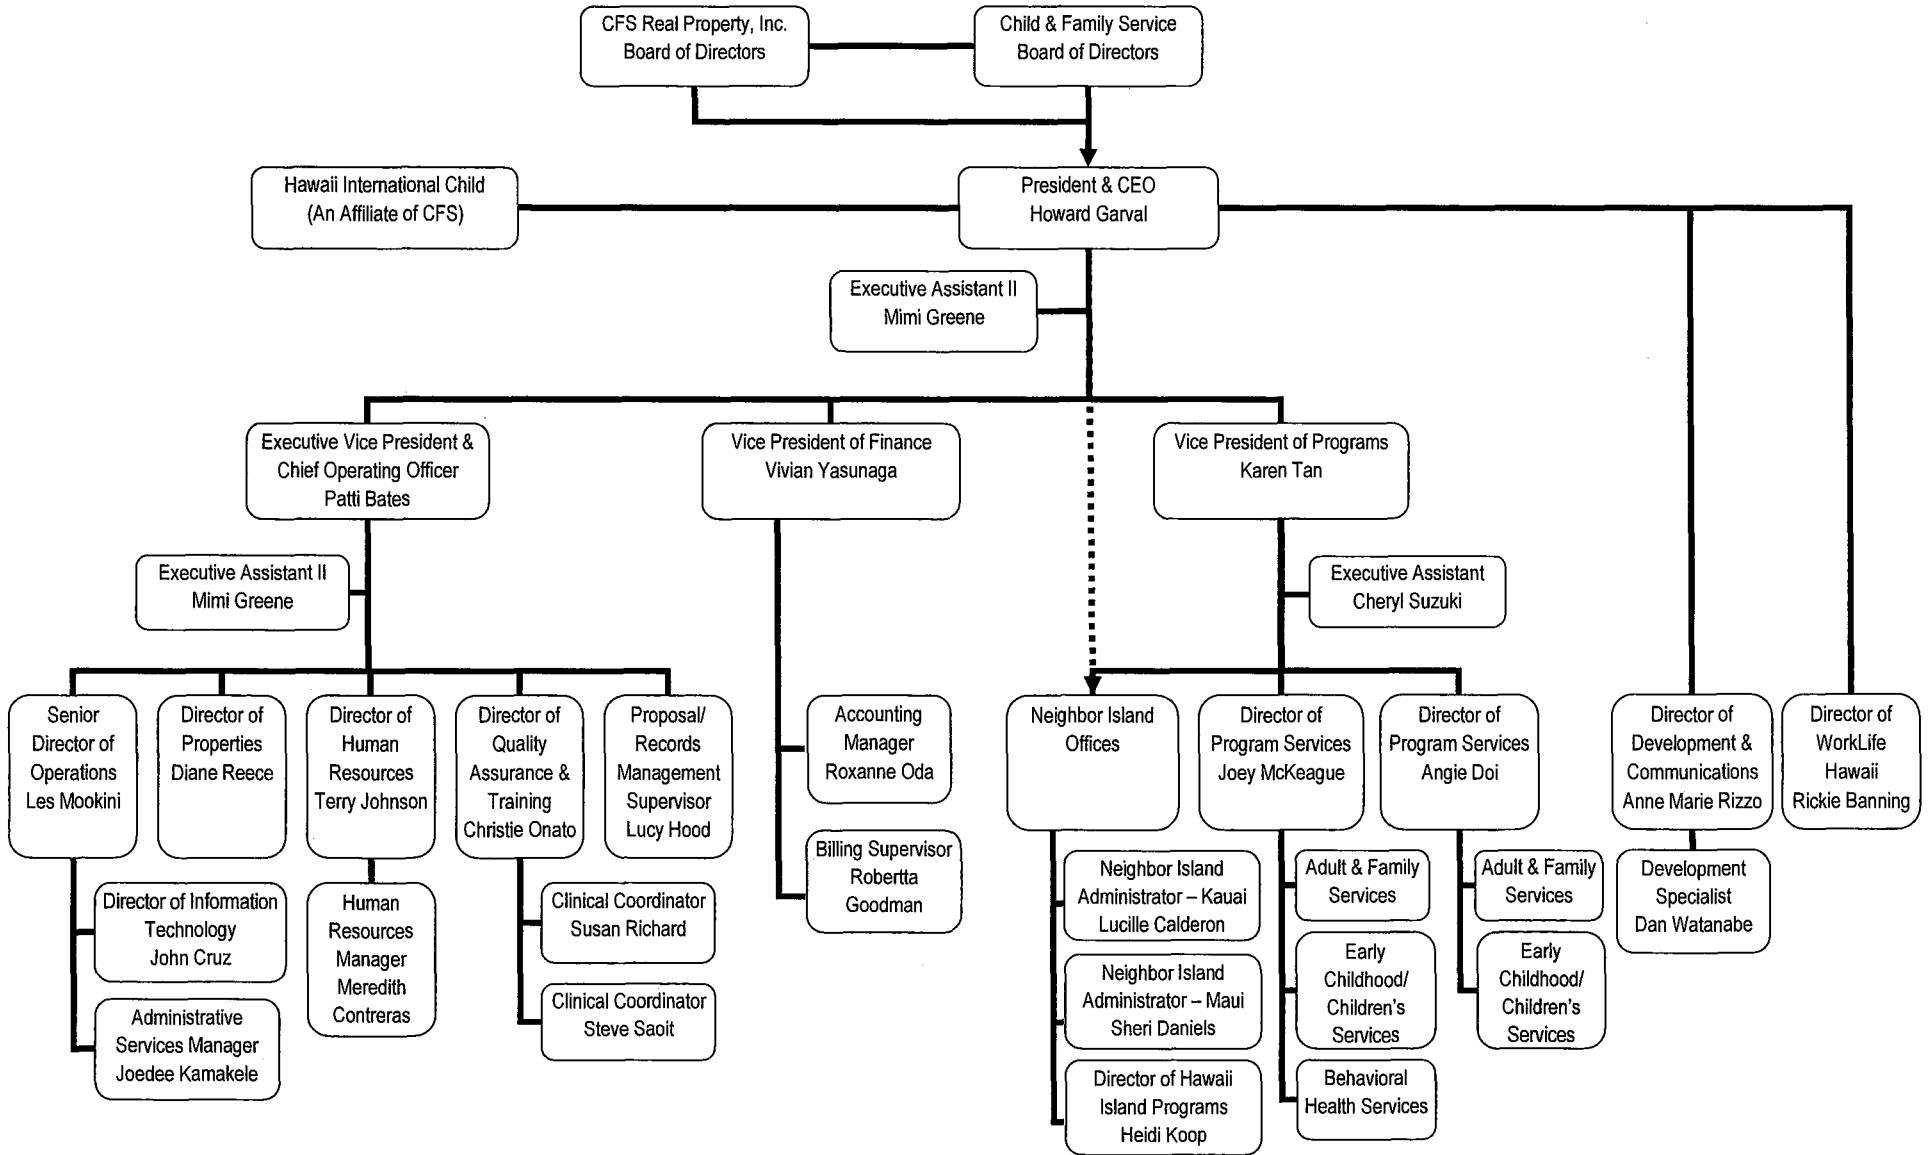 CFS Real Property, Inc.
Board of Directors
Child & Family Service
Board of Directors
Hawaii International Child
(An Affiliate of CFS)
President & CEO
Howard Garval
Executive Assistant II
Mimi Greene
Executive Vice President &
Chief Operating Officer
Patti Bates
Vice President of Finance
Vivian Yasunaga
Vice President of Programs
Karen Tan
Executive Assistant II
Mimi Greene
Executive Assistant
Cheryl Suzuki
Senior
Director of
Operations
Les Mookini
Director of
Properties
Diane Reece
Director of
Human
Resources
Terry Johnson
Director of
Quality
Assurance &
Training
Christie Onato
Proposal/
Records
Management
Supervisor
Lucy Hood
Accounting
Manager
Roxanne Oda
Neighbor Island
Offices
Director of
Program Services
Joey McKeague
Director of
Program Services
Angie Doi
Director of
Development &
Communications
Anne Marie Rizzo
Director of
WorkLife
Hawaii
Rickie Banning
Director of Information
Technology
John Cruz
Administrative
Services Manager
Joedee Kamakele
Human
Resources
Manager
Meredith
Contreras
Clinical Coordinator
Susan Richard
Clinical Coordinator
Steve Saoit
Billing Supervisor
Robertta
Goodman
Neighbor Island
Administrator – Kauai
Lucille Calderon
Neighbor Island
Administrator – Maui
Sheri Daniels
Director of Hawaii
Island Programs
Heidi Koop
Adult & Family
Services
Early
Childhood/
Children's
Services
Behavioral
Health Services
Adult & Family
Services
Early
Childhood/
Children's
Services
Development
Specialist
Dan Watanabe